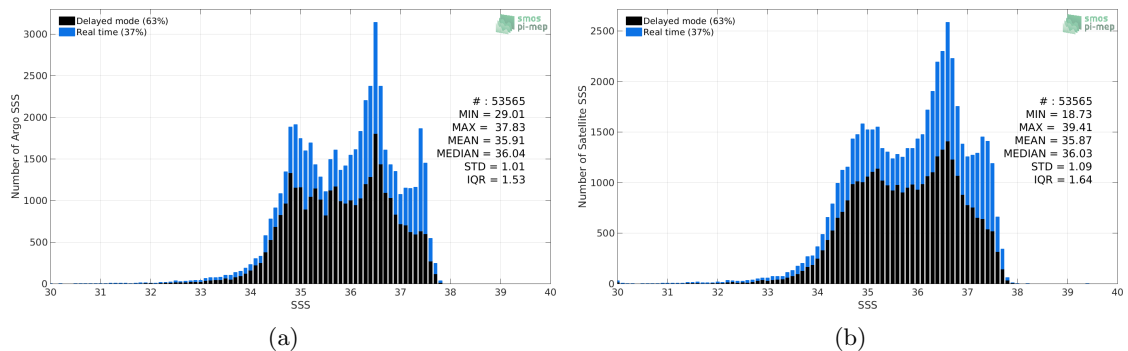 Delayed mode (63%)
Real time (37%)
smos
pi-mep
Number of Argo SSS
3000
2500
2000
1500
1000
500
0
# : 53565
MIN = 29.01
MAX = 37.83
MEAN = 35.91
MEDIAN = 36.04
STD = 1.01
IQR = 1.53
30 31 32 33 34 35 36 37 38 39 40
SSS
(a)
Delayed mode (63%)
Real time (37%)
smos
pi-mep
Number of Satellite SSS
2500
2000
1500
1000
500
0
# : 53565
MIN = 18.73
MAX = 39.41
MEAN = 35.87
MEDIAN = 36.03
STD = 1.09
IQR = 1.64
30 31 32 33 34 35 36 37 38 39 40
SSS
(b)